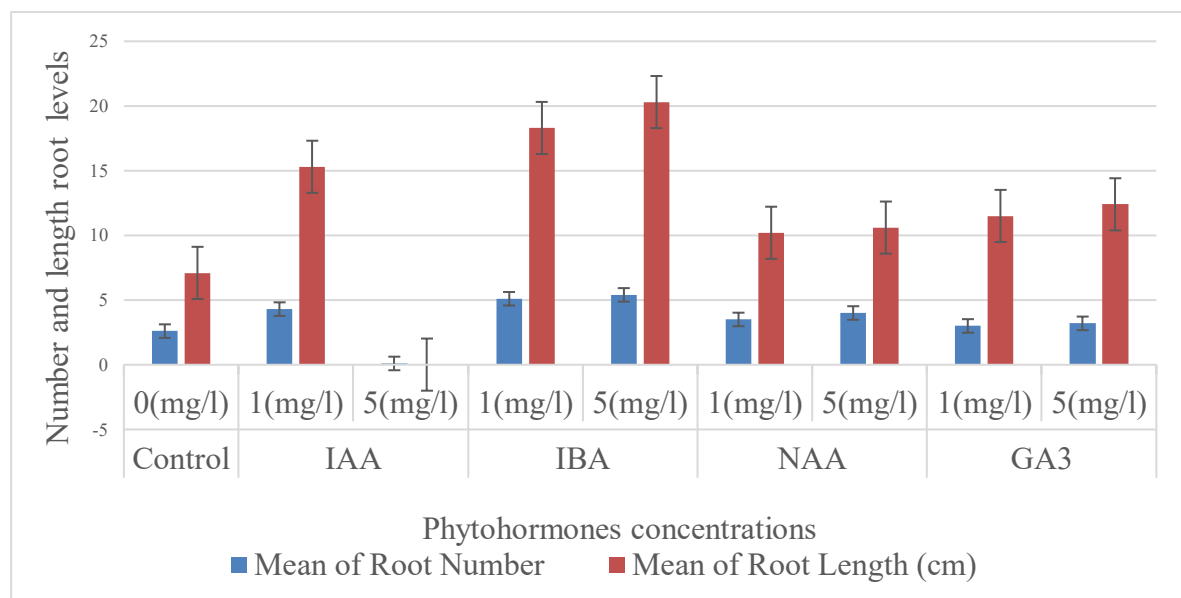 Number and length root levels
25
20
15
10
5
0
-5
0(mg/l) 1(mg/l) 5(mg/l) 1(mg/l) 5(mg/l) 1(mg/l) 5(mg/l) 1(mg/l) 5(mg/l)
Control IAA IBA NAA GA3
Phytohormones concentrations
Mean of Root Number Mean of Root Length (cm)